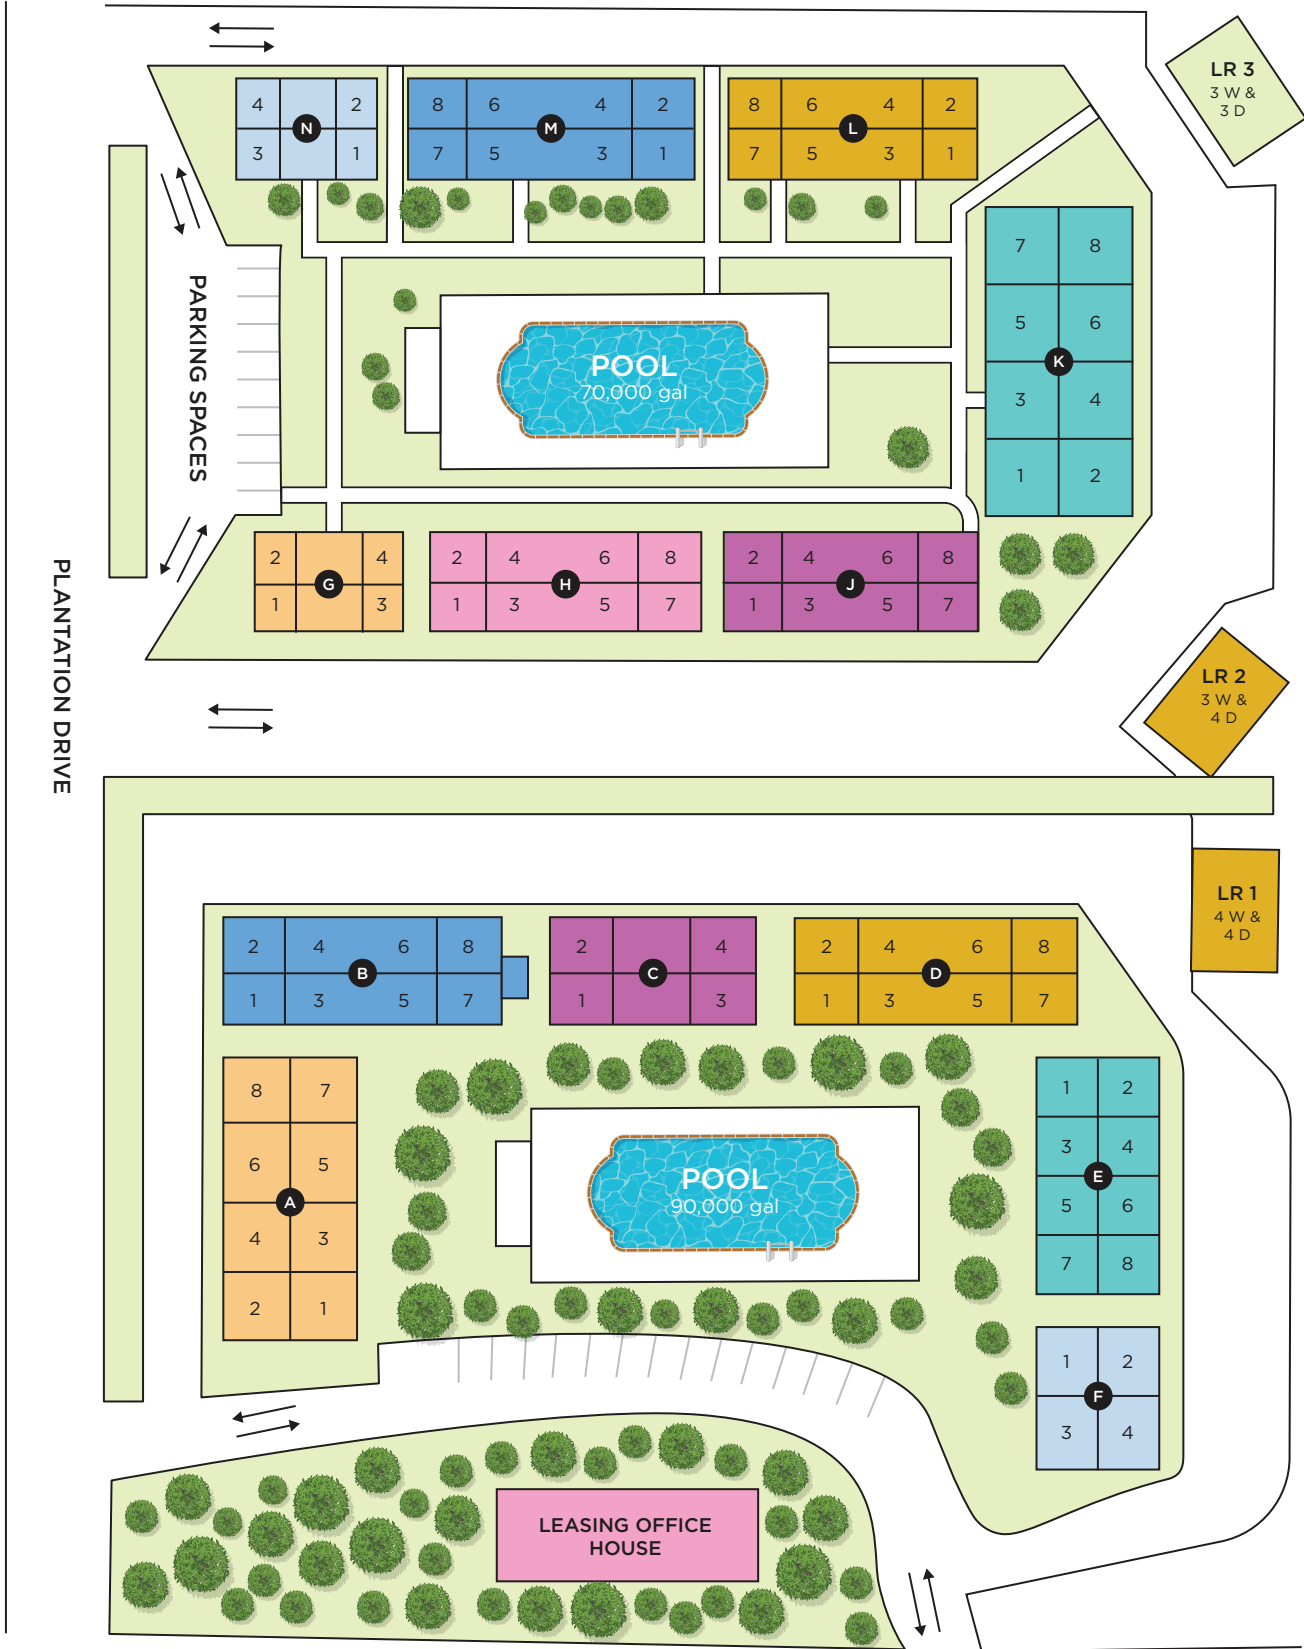 LR 3
3 W &
3 D
4 2
N
3 1
8 6 4 2
M
7 5 3 1
8 6 4 2
L
7 5 3 1
7 8
5 6
K
3 4
1 2
PARKING SPACES
POOL
70,000 gal
2 4
G
1 3
2 4 6 8
H
1 3 5 7
2 4 6 8
J
1 3 5 7
PLANTATION DRIVE
LR 2
3 W &
4 D
LR 1
4 W &
4 D
2 4 6 8
B
1 3 5 7
2 4
C
1 3
2 4 6 8
D
1 3 5 7
8 7
6 5
A
4 3
2 1
POOL
90,000 gal
1 2
3 4
E
5 6
7 8
1 2
F
3 4
LEASING OFFICE
HOUSE